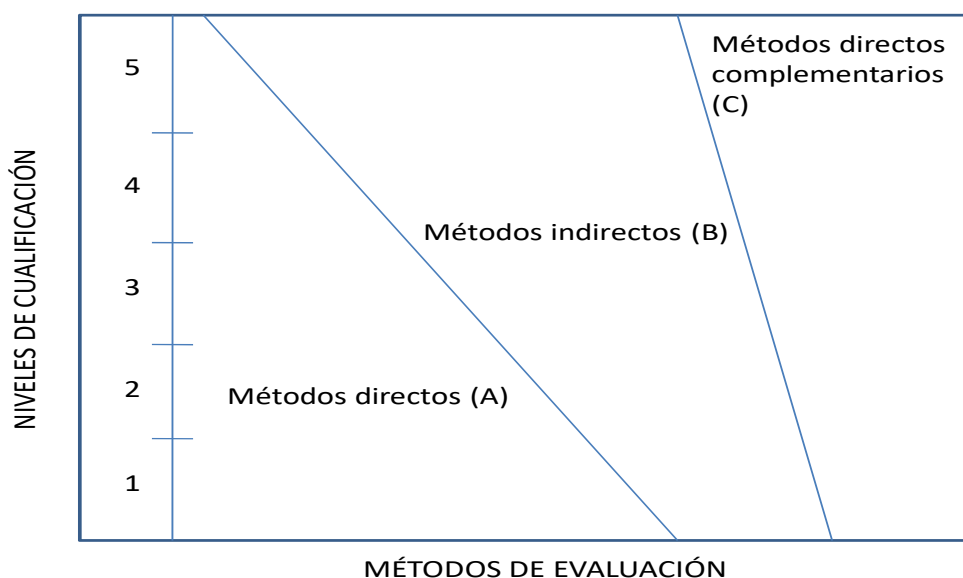 NIVELES DE CUALIFICACIÓN
5
4
3
2
1
Métodos directos
complementarios
(C)
Métodos indirectos (B)
Métodos directos (A)
MÉTODOS DE EVALUACIÓN